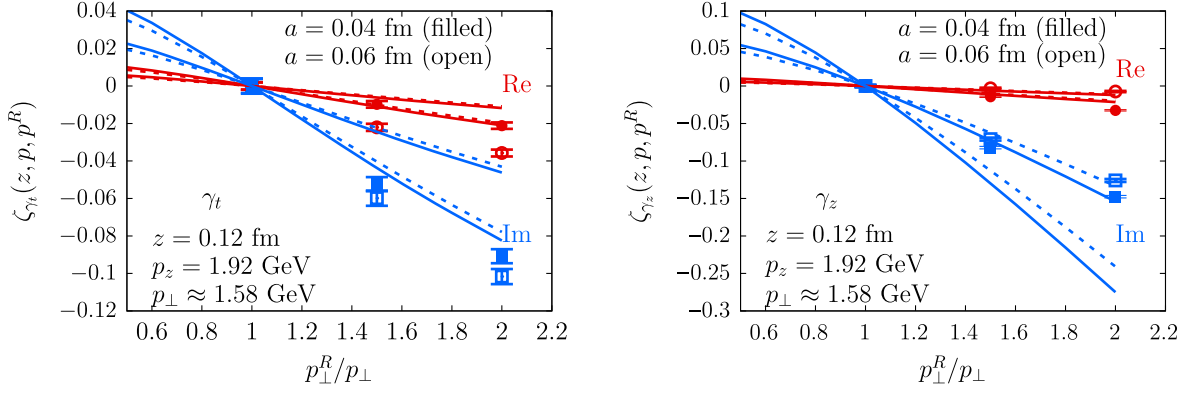 0.04
0.02
0
−0.02
−0.04
−0.06
−0.08
−0.1
−0.12
0.6 0.8 1 1.2 1.4 1.6 1.8 2 2.2
ζγt(z, p, p^R)
p⊥^R/p⊥
a = 0.04 fm (filled)
a = 0.06 fm (open)
Re
Im
γt
z = 0.12 fm
pz = 1.92 GeV
p⊥ ≈ 1.58 GeV
0.1
0.05
0
−0.05
−0.1
−0.15
−0.2
−0.25
−0.3
0.6 0.8 1 1.2 1.4 1.6 1.8 2 2.2
ζγz(z, p, p^R)
p⊥^R/p⊥
a = 0.04 fm (filled)
a = 0.06 fm (open)
Re
Im
γz
z = 0.12 fm
pz = 1.92 GeV
p⊥ ≈ 1.58 GeV